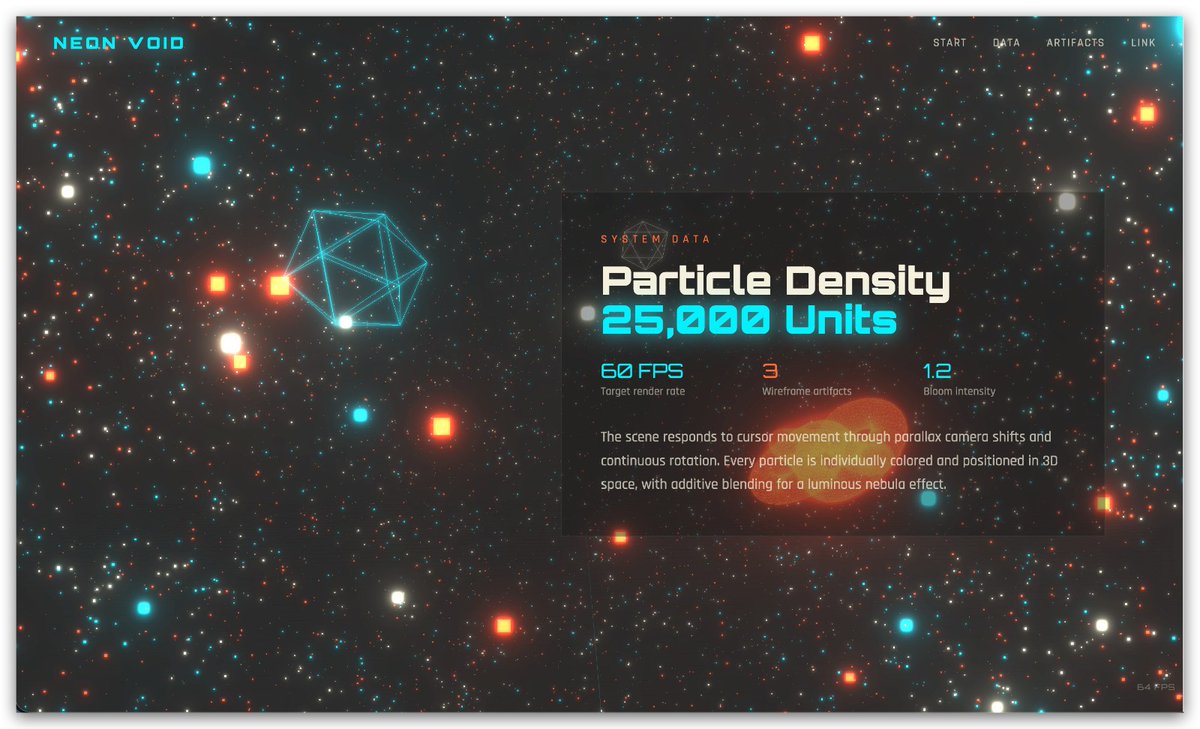 NEON VOID
START DATA ARTIFACTS LINK
SYSTEM DATA
Particle Density
25,000 Units
60 FPS 3 1.2
Target render rate Wireframe artifacts Bloom intensity
The scene responds to cursor movement through parallax camera shifts and
continuous rotation. Every particle is individually colored and positioned in 3D
space, with additive blending for a luminous nebula effect.
64 FPS